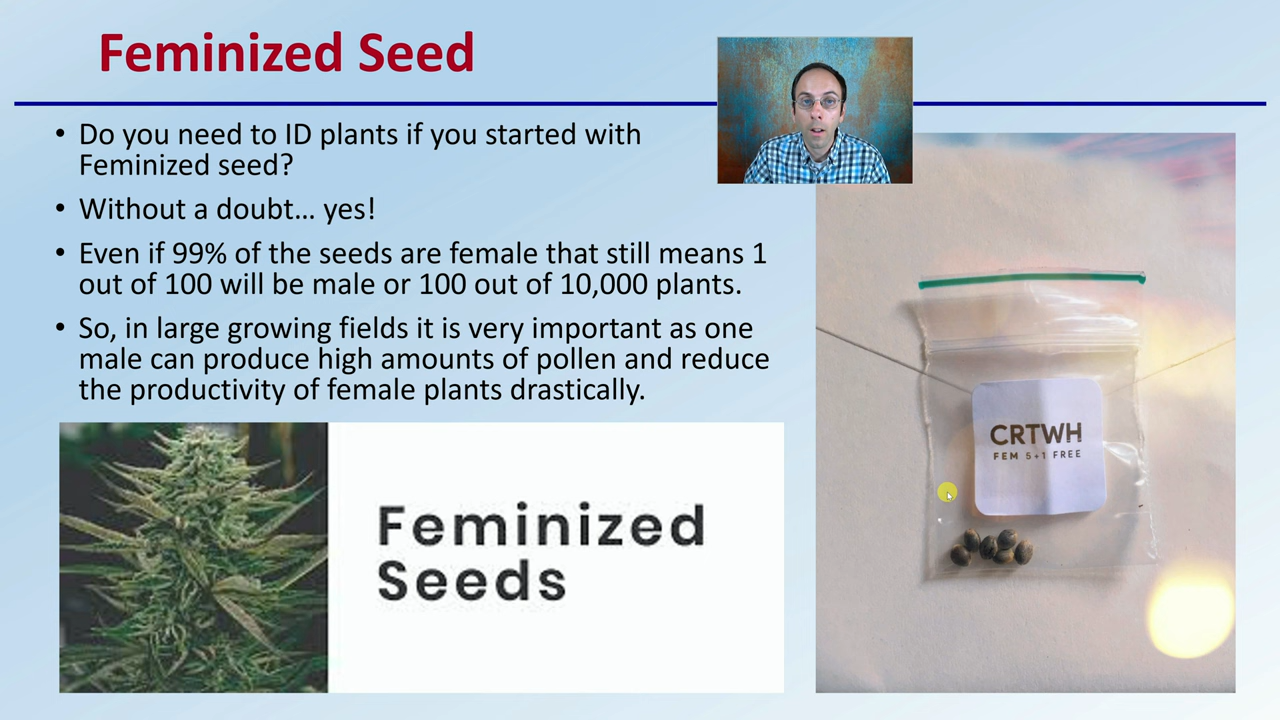 Feminized Seed
• Do you need to ID plants if you started with
Feminized seed?
• Without a doubt... yes!
• Even if 99% of the seeds are female that still means 1
out of 100 will be male or 100 out of 10,000 plants.
• So, in large growing fields it is very important as one
male can produce high amounts of pollen and reduce
the productivity of female plants drastically.
Feminized
Seeds
CRTWH
FEM 5+1 FREE